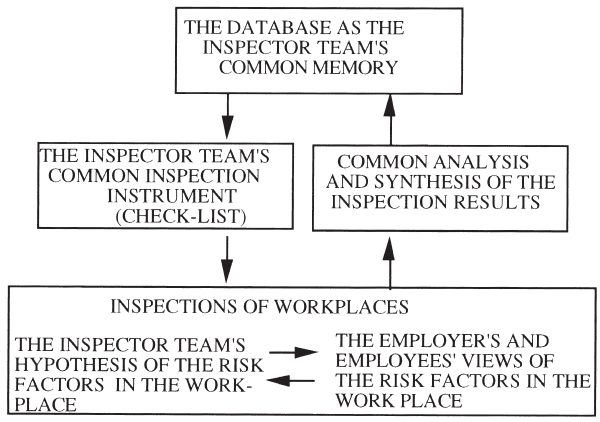 THE DATABASE AS THE
INSPECTOR TEAM'S
COMMON MEMORY
THE INSPECTOR TEAM'S
COMMON INSPECTION
INSTRUMENT
(CHECK-LIST)
COMMON ANALYSIS
AND SYNTHESIS OF THE
INSPECTION RESULTS
INSPECTIONS OF WORKPLACES
THE INSPECTOR TEAM'S
HYPOTHESIS OF THE RISK
FACTORS IN THE WORK-
PLACE
THE EMPLOYER'S AND
EMPLOYEES' VIEWS OF
THE RISK FACTORS IN THE
WORK PLACE